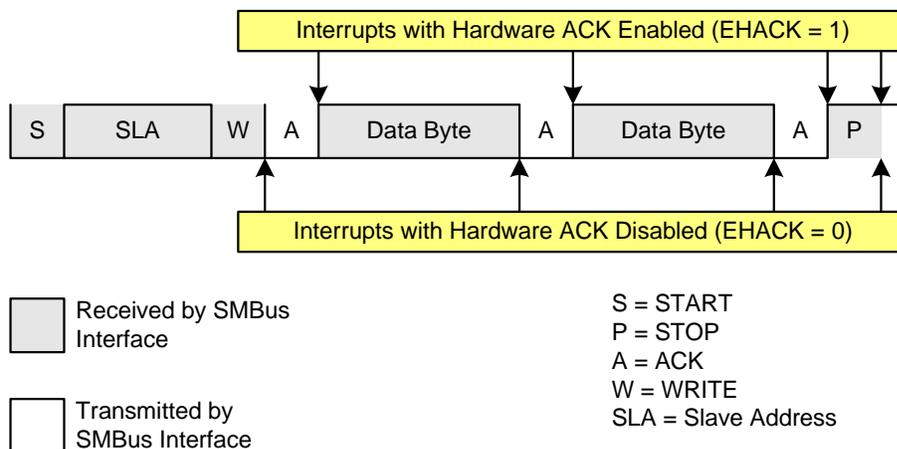 Interrupts with Hardware ACK Enabled (EHACK = 1)
S SLA W A Data Byte A Data Byte A P
Interrupts with Hardware ACK Disabled (EHACK = 0)
Received by SMBus
Interface
Transmitted by
SMBus Interface
S = START
P = STOP
A = ACK
W = WRITE
SLA = Slave Address